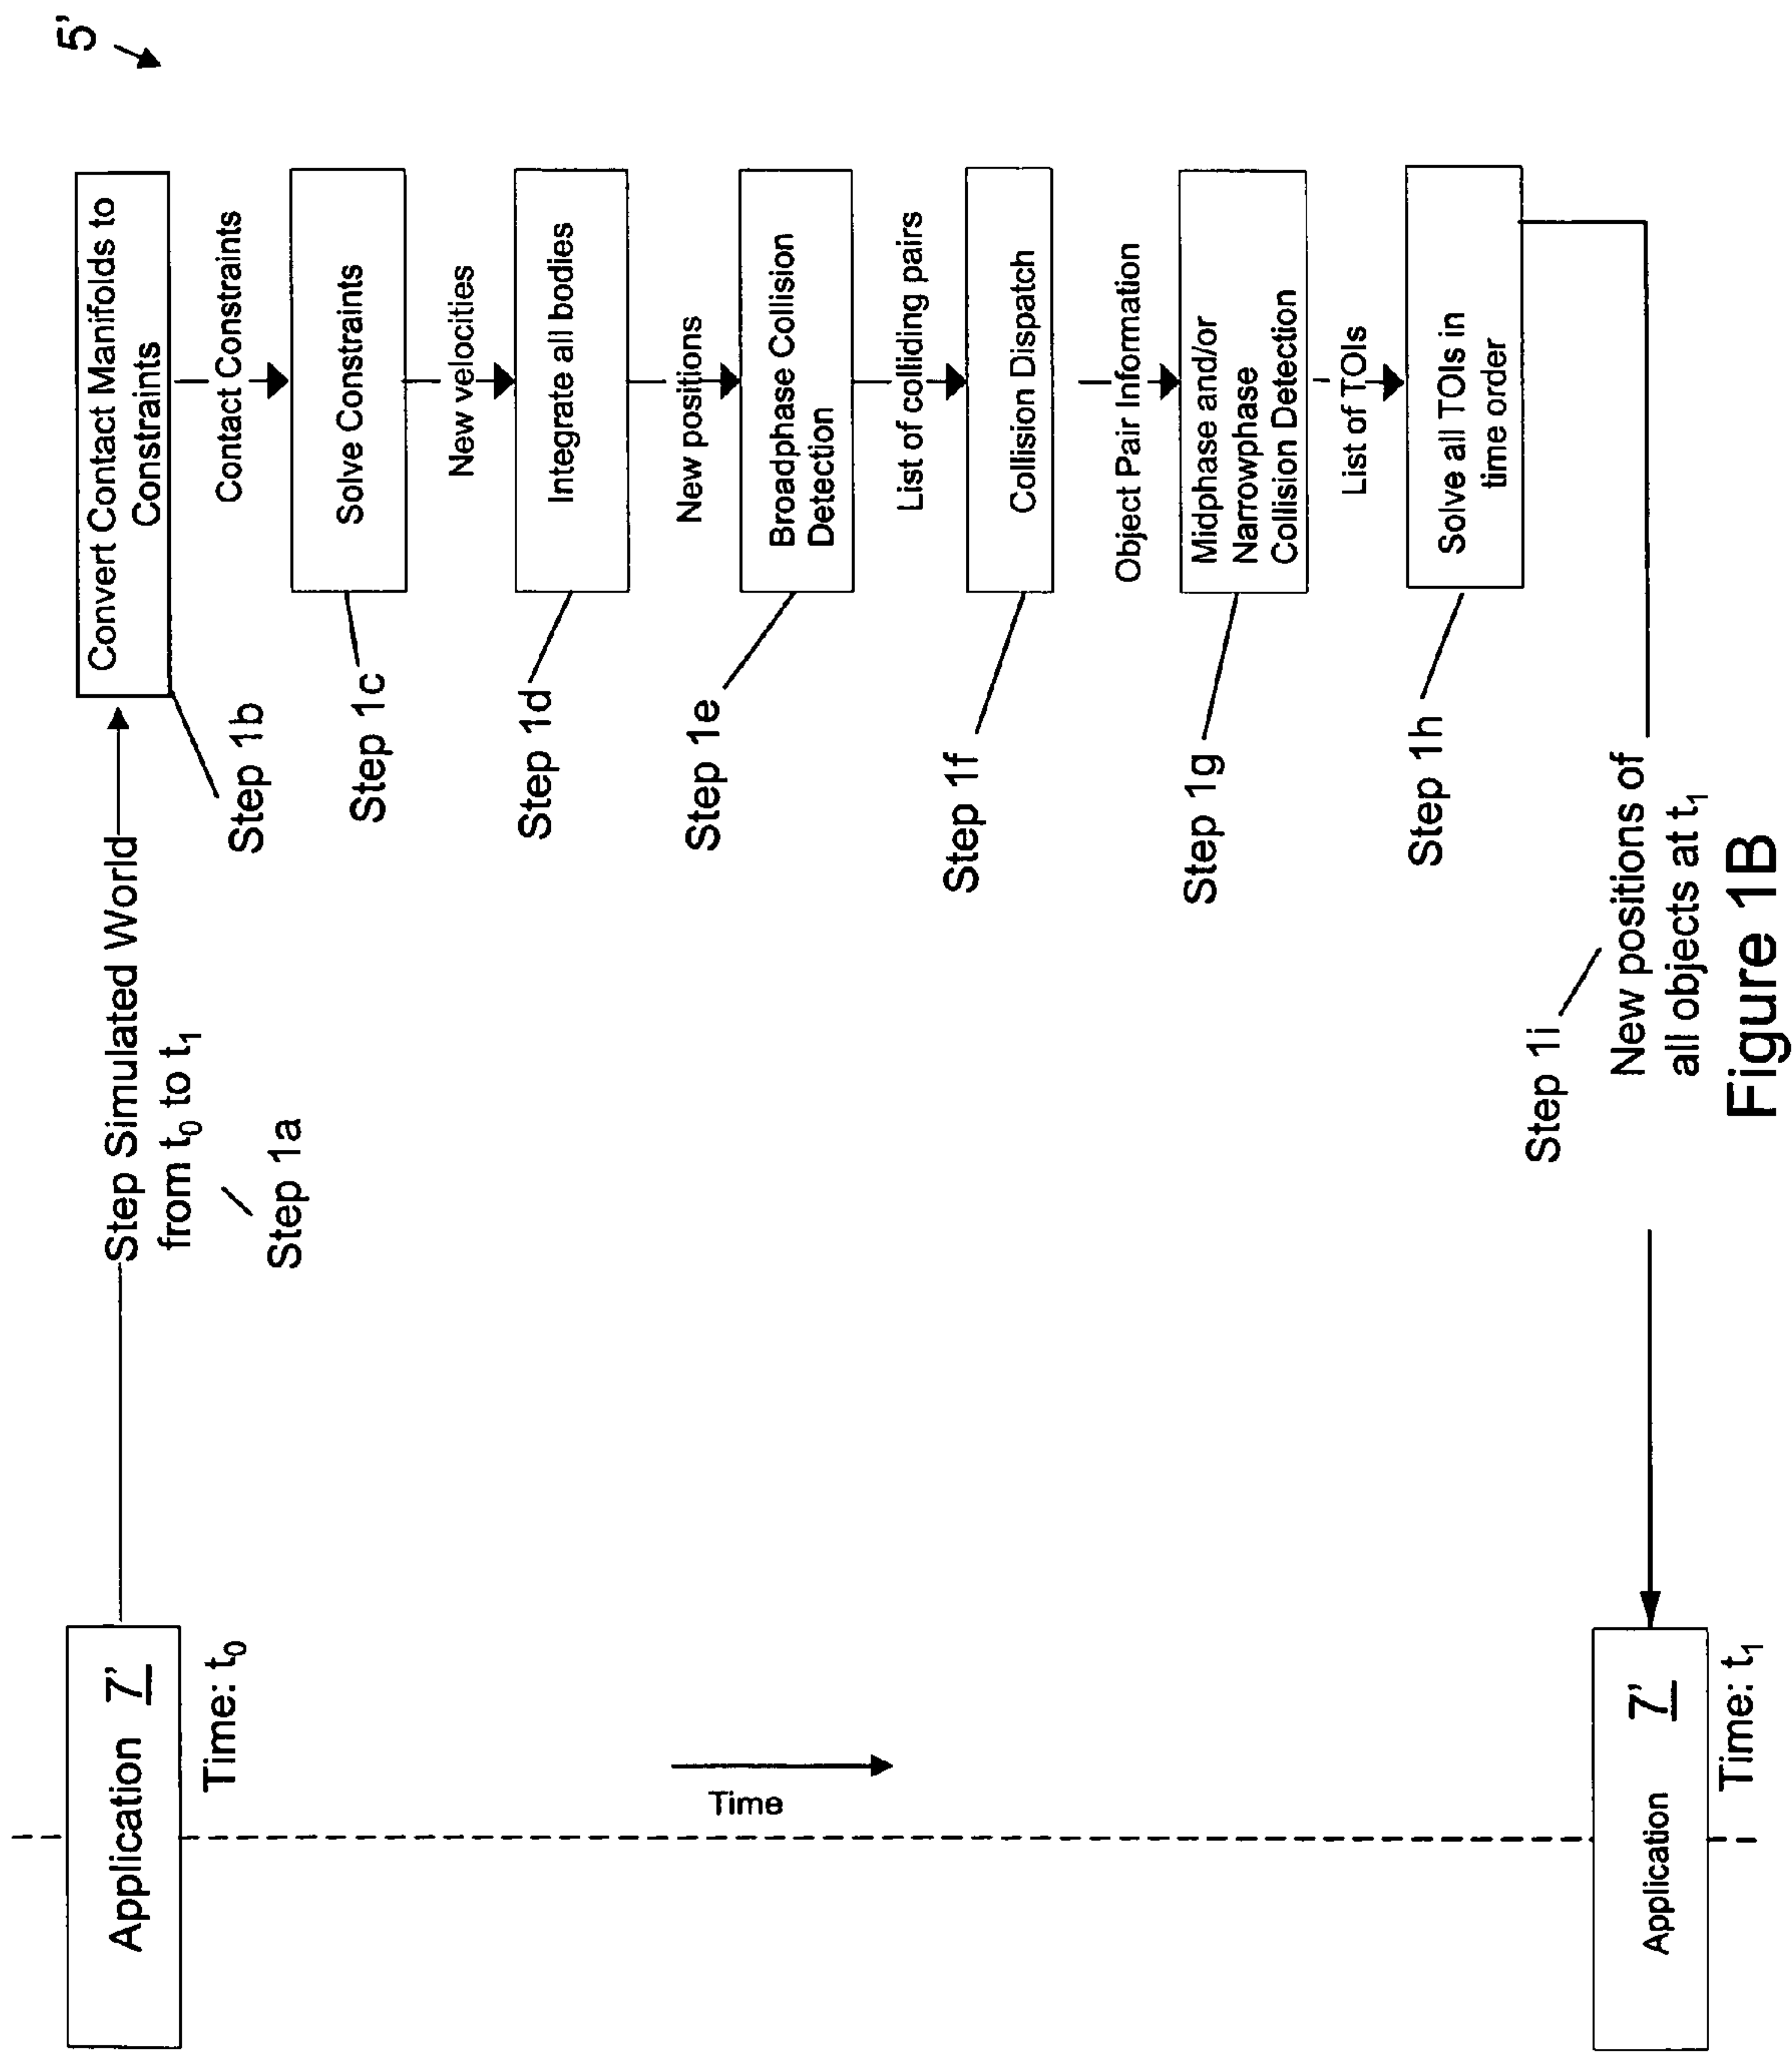 5'
Application 7'
Time: t0
Step Simulated World
from t0 to t1
Step 1a
Convert Contact Manifolds to
Constraints
Step 1b
Contact Constraints
Solve Constraints
Step 1c
New velocities
Integrate all bodies
Step 1d
New positions
Broadphase Collision
Detection
Step 1e
List of colliding pairs
Collision Dispatch
Step 1f
Object Pair Information
Midphase and/or
Narrowphase
Collision Detection
Step 1g
List of TOIs
Solve all TOIs in
time order
Step 1h
Time
Step 1i
New positions of
all objects at t1
Application 7'
Time: t1
Figure 1B